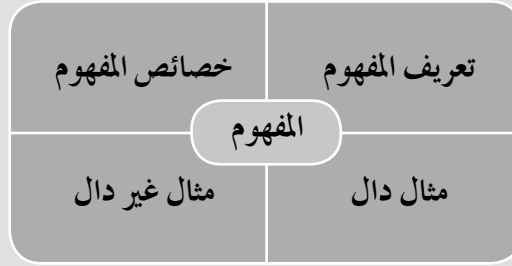 تعريف المفهوم
خصائص المفهوم
المفهوم
مثال دال
مثال غير دال